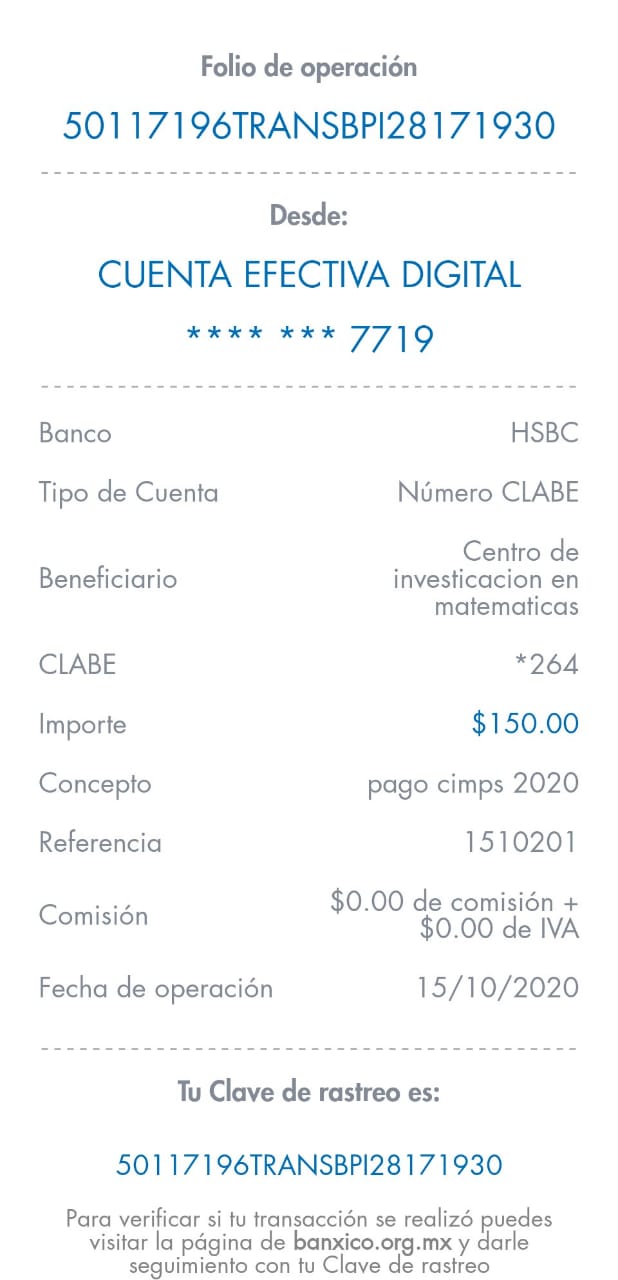 Folio de operación
50117196TRANSBPI28171930
Desde:
CUENTA EFECTIVA DIGITAL
**** *** 7719
Banco HSBC
Tipo de Cuenta Número CLABE
Beneficiario Centro de
investicacion en
matematicas
CLABE *264
Importe $150.00
Concepto pago cimps 2020
Referencia 1510201
Comisión $0.00 de comisión +
$0.00 de IVA
Fecha de operación 15/10/2020
Tu Clave de rastreo es:
50117196TRANSBPI28171930
Para verificar si tu transacción se realizó puedes
visitar la página de banxico.org.mx y darle
seguimiento con tu Clave de rastreo